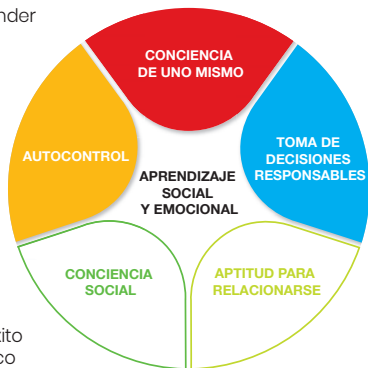 nder
CONCIENCIA
DE UNO MISMO
AUTOCONTROL
TOMA DE
DECISIONES
RESPONSABLES
APRENDIZAJE
SOCIAL
Y EMOCIONAL
CONCIENCIA
SOCIAL
APTITUD PARA
RELACIONARSE
ito
co